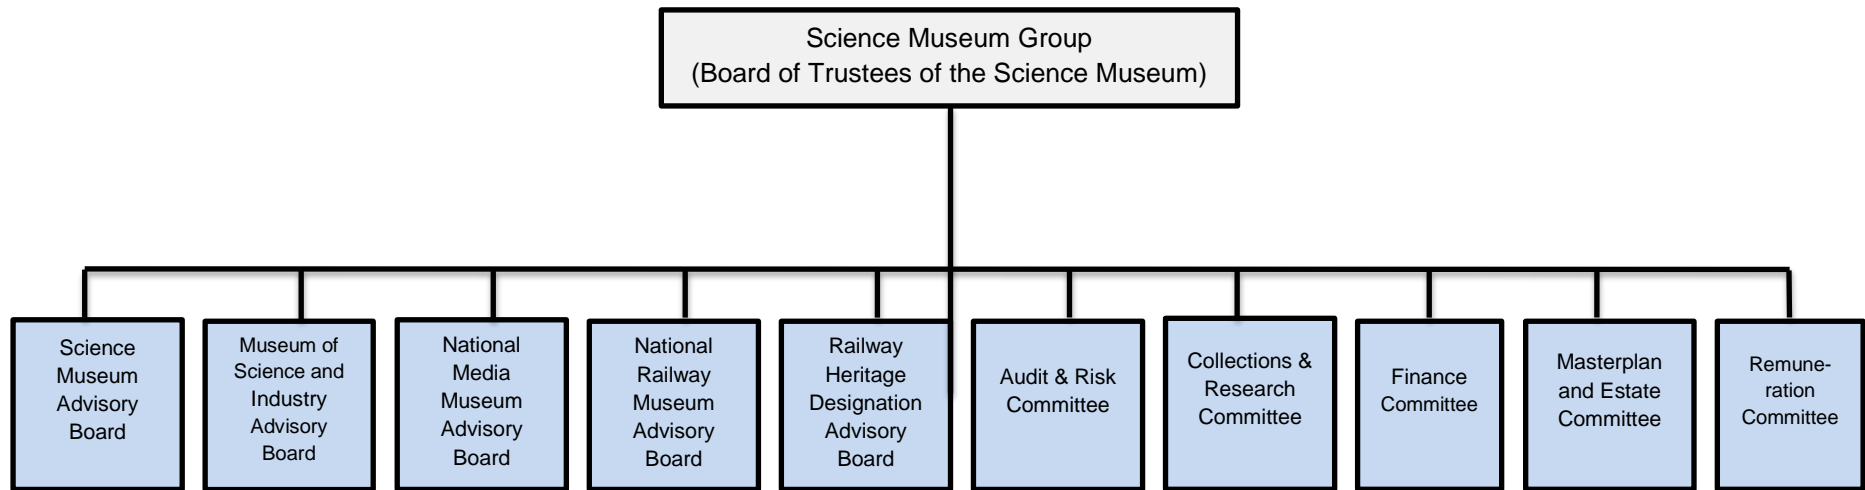 Science Museum Group
(Board of Trustees of the Science Museum)
Science
Museum
Advisory
Board
Museum of
Science and
Industry
Advisory
Board
National
Media
Museum
Advisory
Board
National
Railway
Museum
Advisory
Board
Railway
Heritage
Designation
Advisory
Board
Audit & Risk
Committee
Collections &
Research
Committee
Finance
Committee
Masterplan
and Estate
Committee
Remune-
ration
Committee